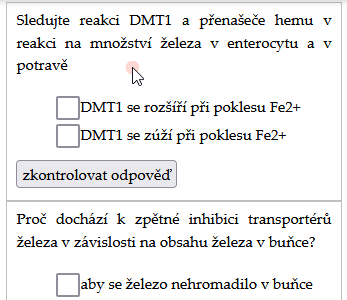 Sledujte reakci DMT1 a přenašeče hemu v
reakci na množství železa v enterocytu a v
potravě
DMT1 se rozšíří při poklesu Fe2+
DMT1 se zúží při poklesu Fe2+
zkontrolovat odpověď
Proč dochází k zpětné inhibici transportérů
železa v závislosti na obsahu železa v buňce?
aby se železo nehromadilo v buňce